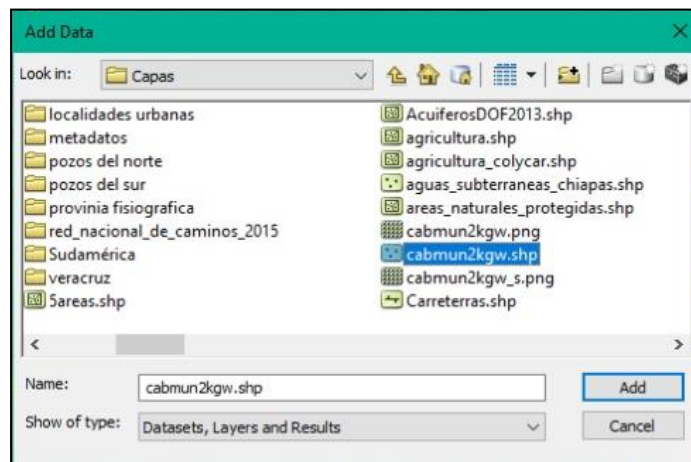 Add Data
Look in: Capas
localidades urbanas
metadatos
pozos del norte
pozos del sur
provinia fisiografica
red_nacional_de_caminos_2015
Sudamérica
veracruz
5areas.shp
AcuiferosDOF2013.shp
agricultura.shp
agricultura_colycar.shp
aguas_subterraneas_chiapas.shp
areas_naturales_protegidas.shp
cabmun2kgw.png
cabmun2kgw.shp
cabmun2kgw_s.png
Carreterras.shp
Name: cabmun2kgw.shp Add
Show of type: Datasets, Layers and Results Cancel